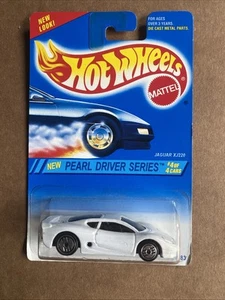 NEW
LOOK!
FOR AGES
OVER 3 YEARS.
DIE CAST METAL PARTS
Hot Wheels
MATTEL
JAGUAR XJ220
NEW PEARL DRIVER SERIES™
#4 OF
4 CARS